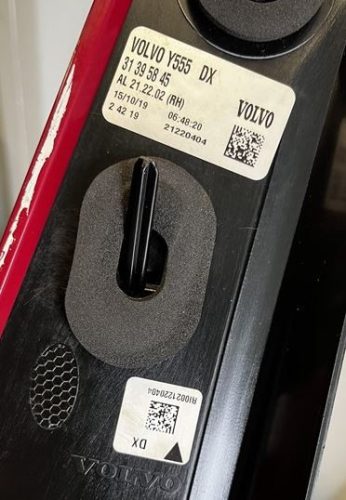 VOLVO Y555 DX
31 39 58 45
AL 21.22.02 (RH)
15/10/19 06:48:20
2 42 19 21220404
VOLVO
RI00021220404
DX
VOLVO